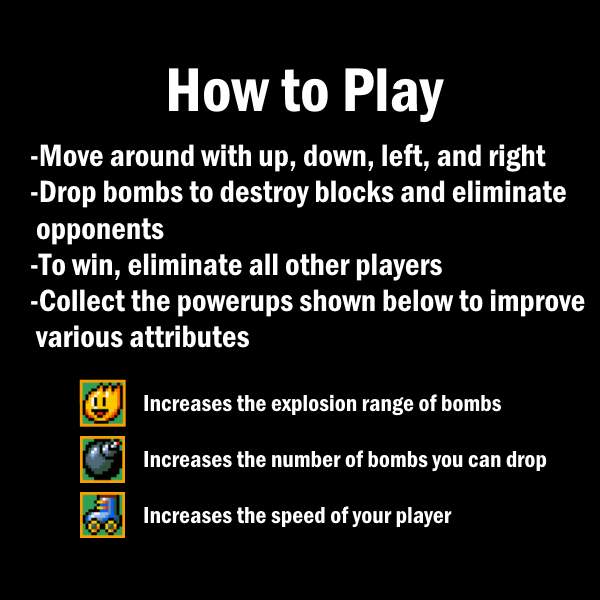 How to Play
-Move around with up, down, left, and right
-Drop bombs to destroy blocks and eliminate
opponents
-To win, eliminate all other players
-Collect the powerups shown below to improve
various attributes
Increases the explosion range of bombs
Increases the number of bombs you can drop
Increases the speed of your player